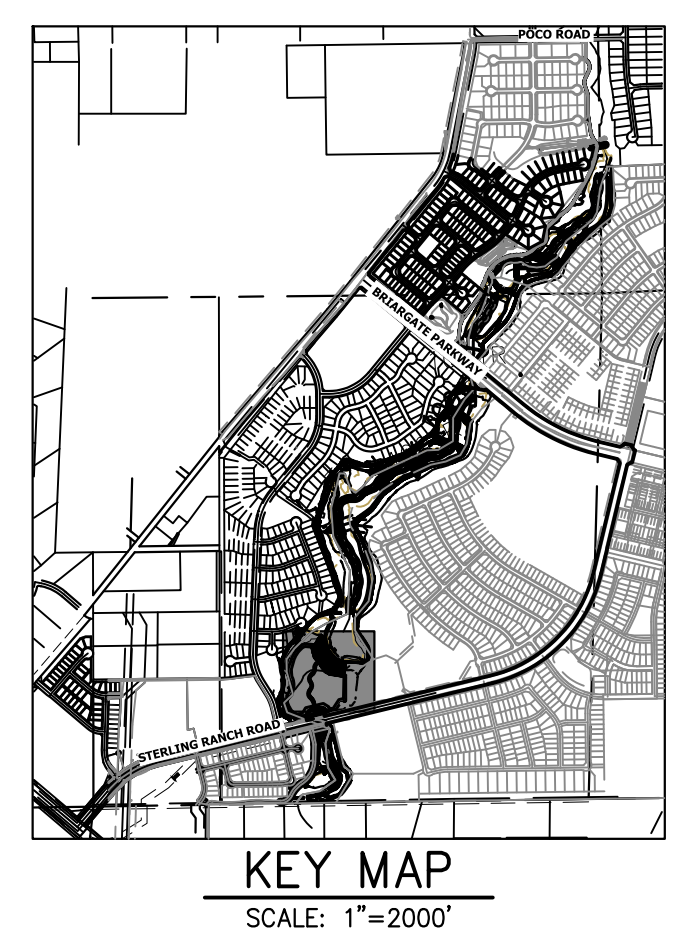 POCO ROAD
BRIARGATE PARKWAY
STERLING RANCH ROAD
KEY MAP
SCALE: 1"=2000'